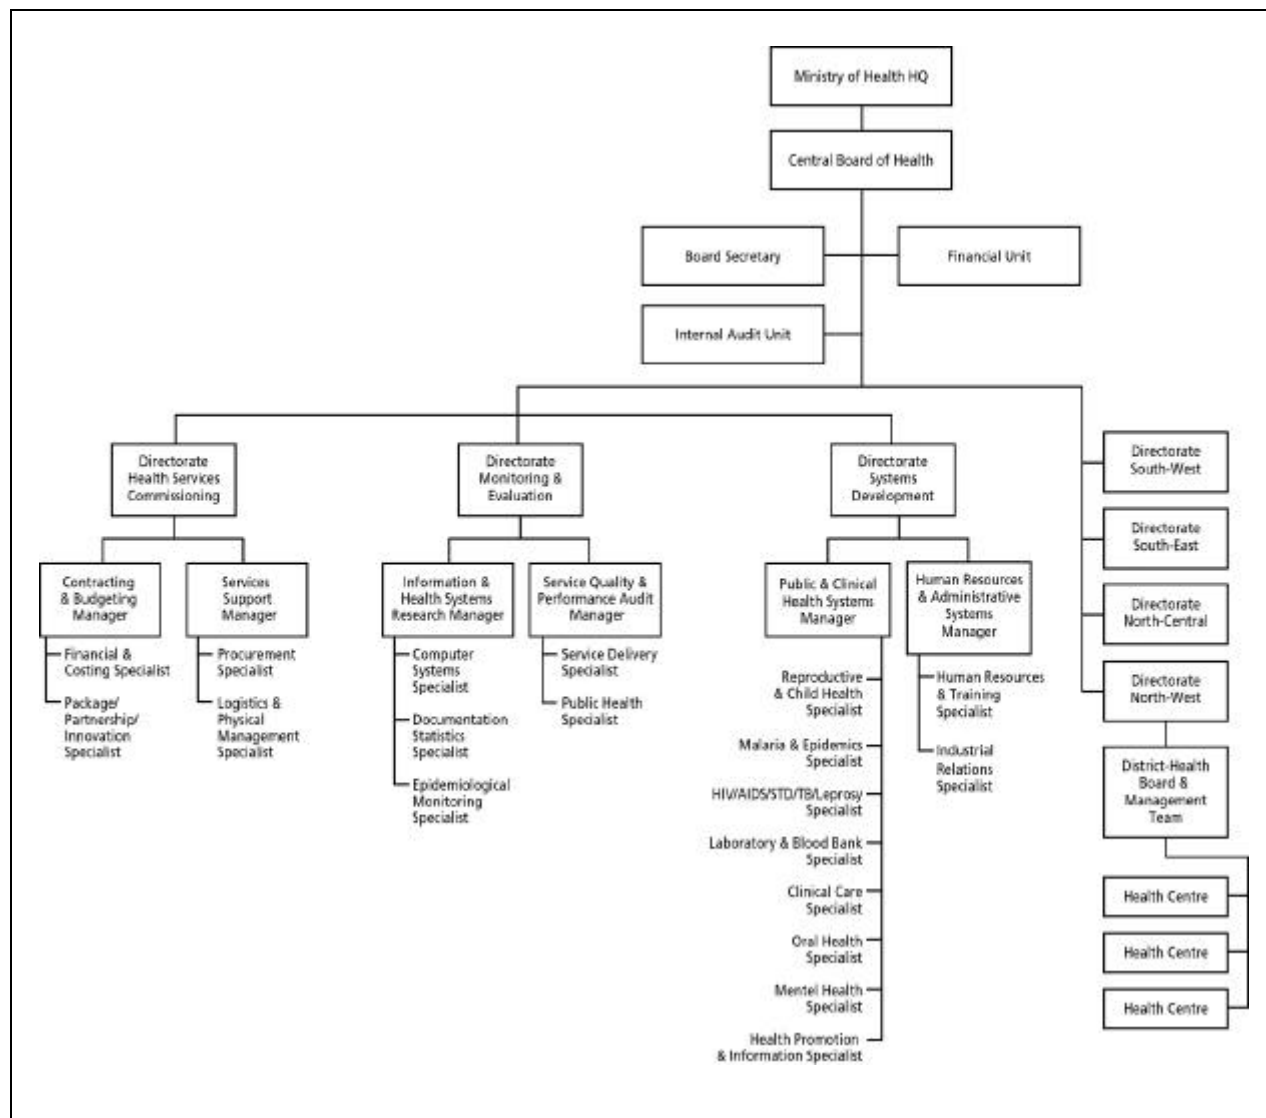 Ministry of Health HQ
Central Board of Health
Board Secretary
Financial Unit
Internal Audit Unit
Directorate
Health Services
Commissioning
Directorate
Monitoring &
Evaluation
Directorate
Systems
Development
Directorate
South-West
Directorate
South-East
Directorate
North-Central
Directorate
North-West
District-Health
Board &
Management
Team
Health Centre
Health Centre
Health Centre
Contracting
& Budgeting
Manager
Financial &
Costing Specialist
Package/
Partnership/
Innovation
Specialist
Services
Support
Manager
Procurement
Specialist
Logistics &
Physical
Management
Specialist
Information &
Health Systems
Research Manager
Computer
Systems
Specialist
Documentation
Statistics
Specialist
Epidemiological
Monitoring
Specialist
Service Quality &
Performance Audit
Manager
Service Delivery
Specialist
Public Health
Specialist
Public & Clinical
Health Systems
Manager
Reproductive
& Child Health
Specialist
Malaria & Epidemics
Specialist
HIV/AIDS/STD/TB/Leprosy
Specialist
Laboratory & Blood Bank
Specialist
Clinical Care
Specialist
Oral Health
Specialist
Mentel Health
Specialist
Health Promotion
& Information Specialist
Human Resources
& Administrative
Systems
Manager
Human Resources
& Training
Specialist
Industrial
Relations
Specialist